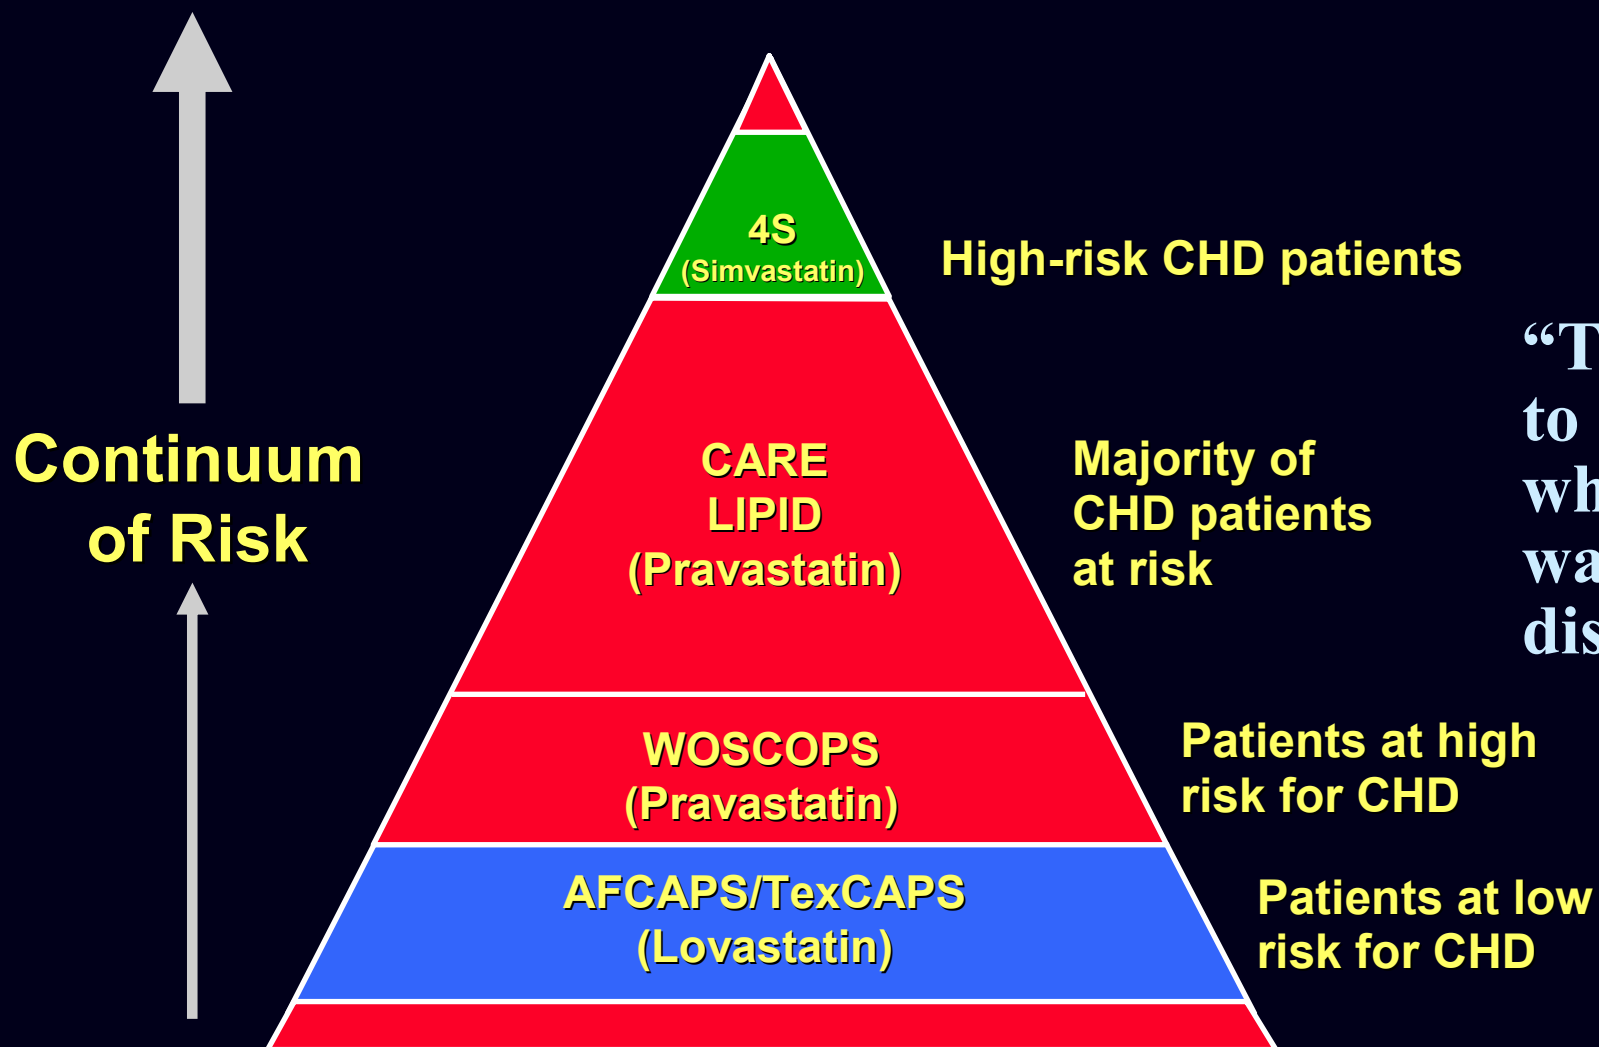 4S
(Simvastatin)
High-risk CHD patients
Continuum
of Risk
CARE
LIPID
(Pravastatin)
Majority of
CHD patients
at risk
to
WOSCOPS
(Pravastatin)
Patients at high
risk for CHD
AFCAPS/TexCAPS
(Lovastatin)
Patients at low
risk for CHD